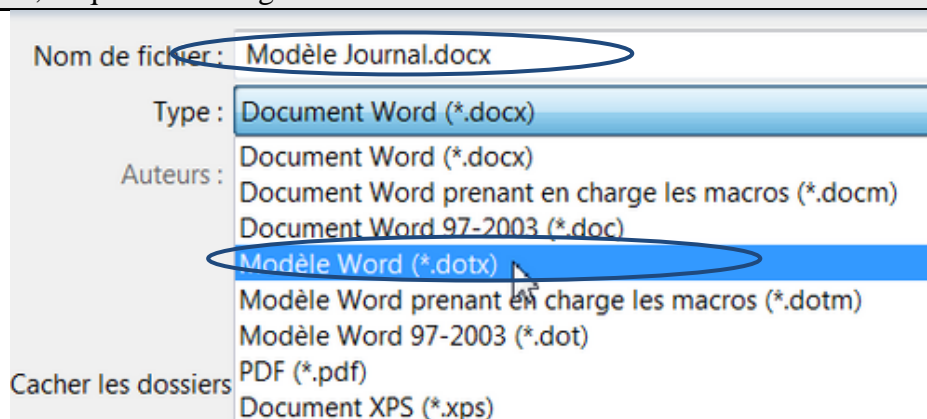 Nom de fichier : Modèle Journal.docx
Type : Document Word (*.docx)
Auteurs :
Document Word (*.docx)
Document Word prenant en charge les macros (*.docm)
Document Word 97-2003 (*.doc)
Modèle Word (*.dotx)
Modèle Word prenant en charge les macros (*.dotm)
Modèle Word 97-2003 (*.dot)
PDF (*.pdf)
Cacher les dossiers
Document XPS (*.xps)